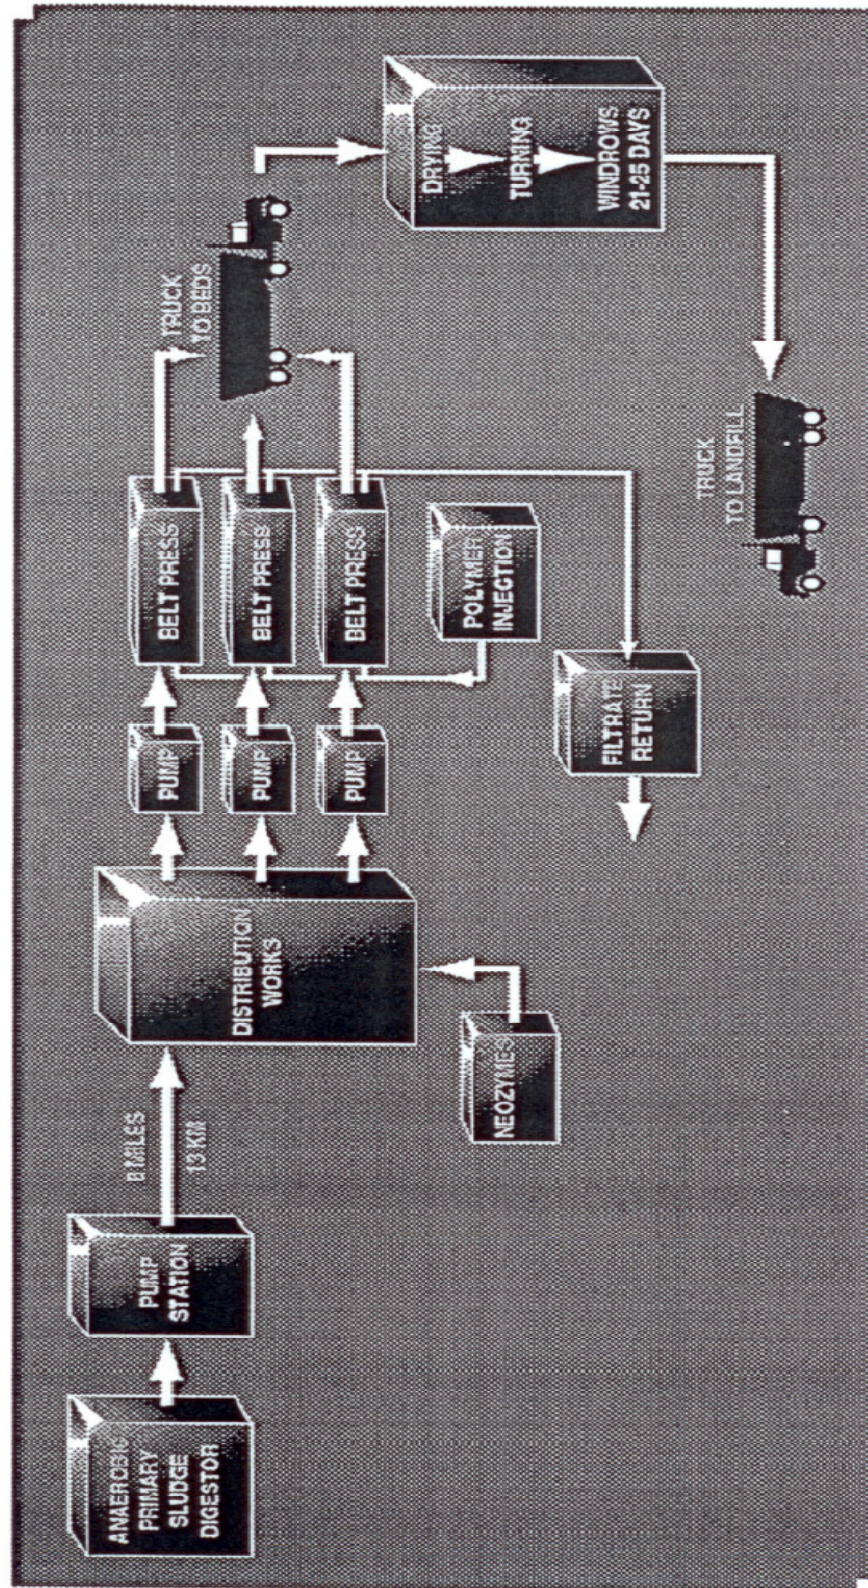 ANAEROBIC
PRIMARY
SLUDGE
DIGESTOR
PUMP
STATION
8 MILES
13 KM
DISTRIBUTION
WORKS
NEOZYMES
PUMP
PUMP
PUMP
BELT PRESS
BELT PRESS
BELT PRESS
POLYMER
INJECTION
FILTRATE
RETURN
TRUCK
TO BEDS
DRYING
TURNING
WINDROWS
21-25 DAYS
TRUCK
TO LANDFILL